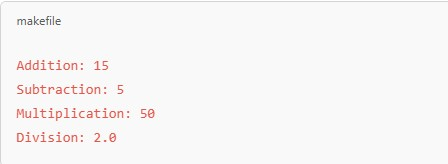 makefile
Addition: 15
Subtraction: 5
Multiplication: 50
Division: 2.0